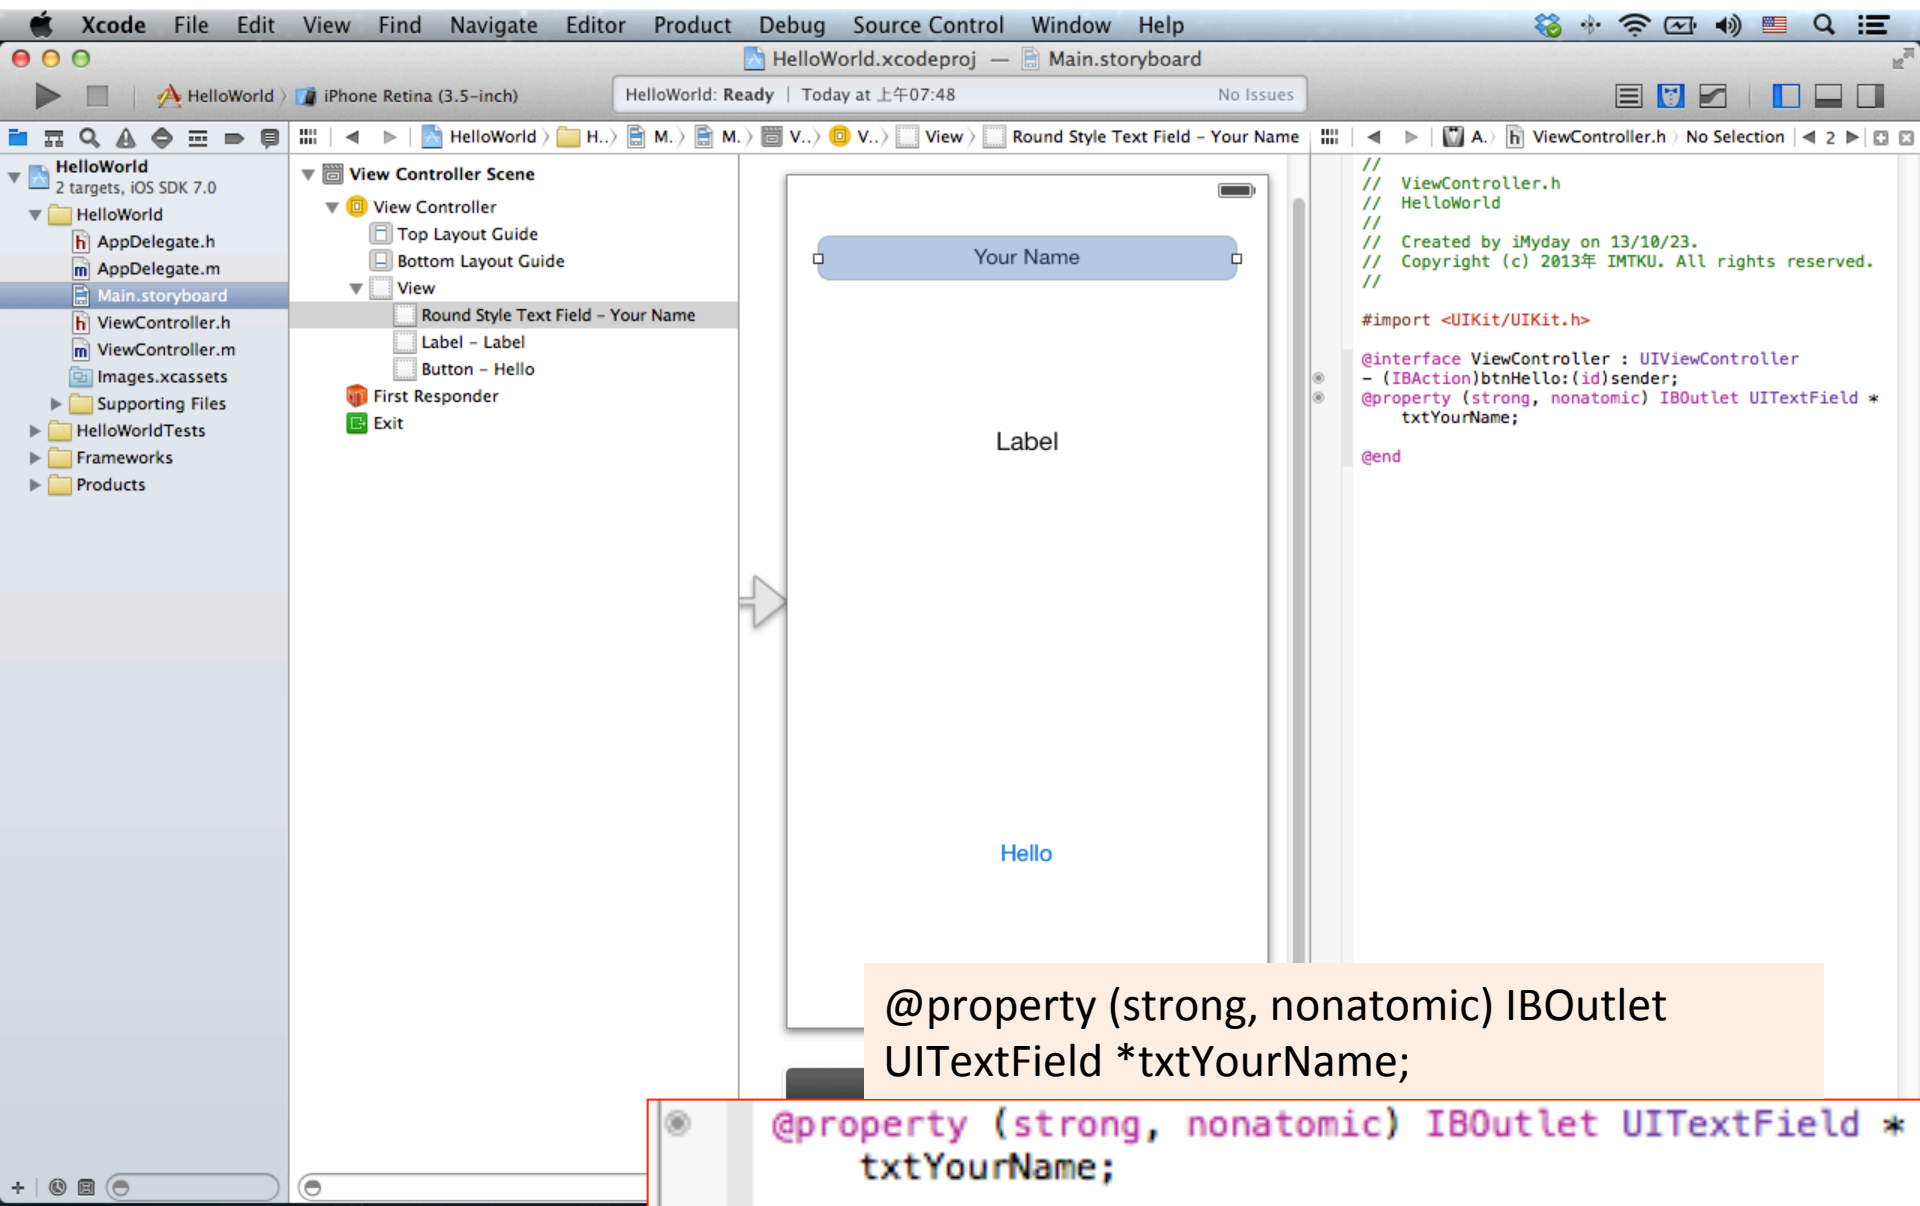 Xcode File Edit View Find Navigate Editor Product Debug Source Control Window Help
HelloWorld.xcodeproj — Main.storyboard
HelloWorld 〉 iPhone Retina (3.5-inch)
HelloWorld: Ready | Today at 上午07:48 No Issues
HelloWorld 〉 H..〉 M.〉 M.〉 V..〉 V..〉 View 〉 Round Style Text Field – Your Name
A.〉 ViewController.h 〉 No Selection 2
HelloWorld
2 targets, iOS SDK 7.0
HelloWorld
AppDelegate.h
AppDelegate.m
Main.storyboard
ViewController.h
ViewController.m
Images.xcassets
Supporting Files
HelloWorldTests
Frameworks
Products
View Controller Scene
View Controller
Top Layout Guide
Bottom Layout Guide
View
Round Style Text Field – Your Name
Label – Label
Button – Hello
First Responder
Exit
Your Name
Label
Hello
//
// ViewController.h
// HelloWorld
//
// Created by iMyday on 13/10/23.
// Copyright (c) 2013年 IMTKU. All rights reserved.
//
#import <UIKit/UIKit.h>
@interface ViewController : UIViewController
- (IBAction)btnHello:(id)sender;
@property (strong, nonatomic) IBOutlet UITextField *
txtYourName;
@end
@property (strong, nonatomic) IBOutlet
UITextField *txtYourName;
@property (strong, nonatomic) IBOutlet UITextField *
txtYourName;